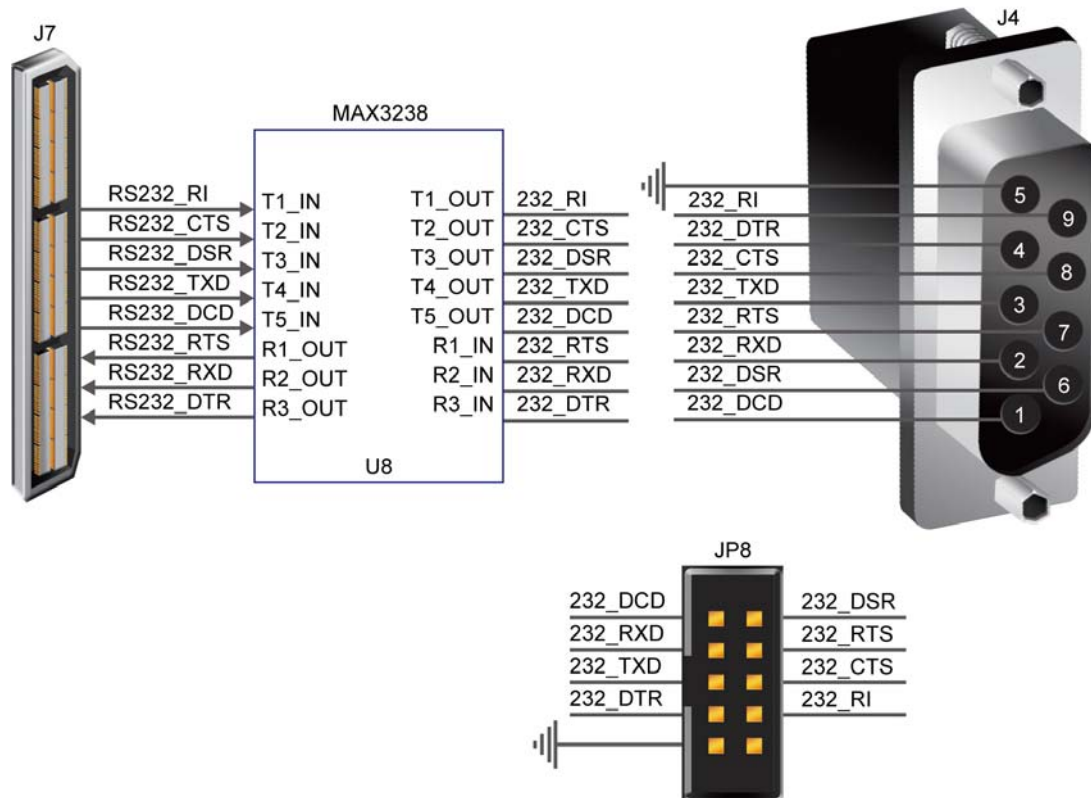 J7
J4
MAX3238
RS232_RI
RS232_CTS
RS232_DSR
RS232_TXD
RS232_DCD
RS232_RTS
RS232_RXD
RS232_DTR
T1_IN
T2_IN
T3_IN
T4_IN
T5_IN
R1_OUT
R2_OUT
R3_OUT
T1_OUT
T2_OUT
T3_OUT
T4_OUT
T5_OUT
R1_IN
R2_IN
R3_IN
U8
232_RI
232_CTS
232_DSR
232_TXD
232_DCD
232_RTS
232_RXD
232_DTR
232_RI
232_DTR
232_CTS
232_TXD
232_RTS
232_RXD
232_DSR
232_DCD
5
9
4
8
3
7
2
6
1
JP8
232_DCD
232_RXD
232_TXD
232_DTR
232_DSR
232_RTS
232_CTS
232_RI